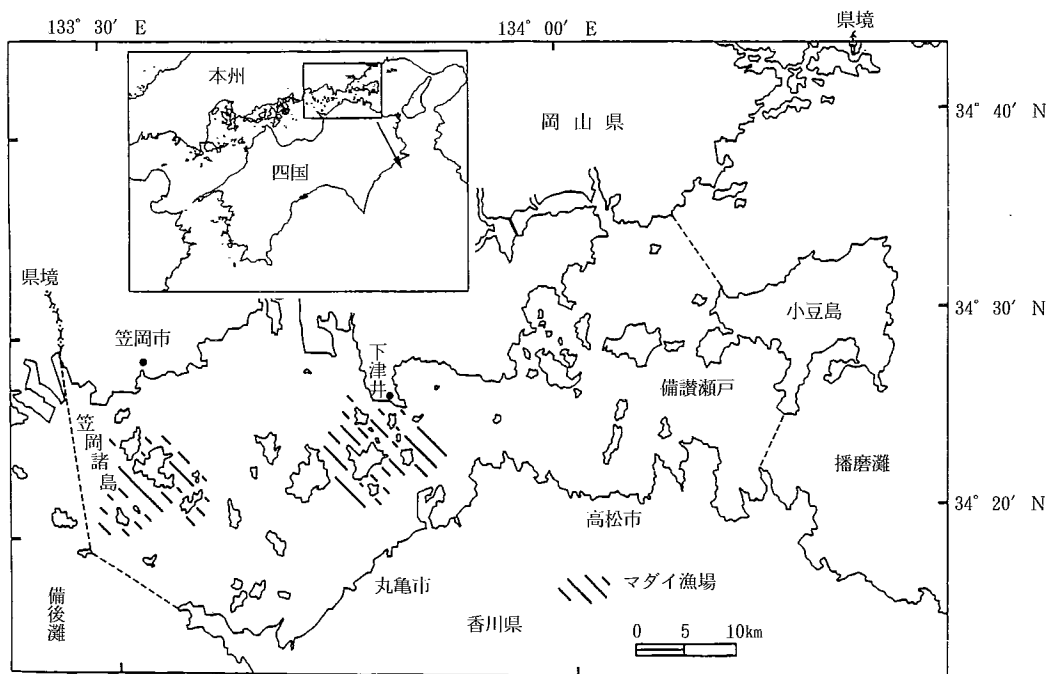 133° 30′ E
134° 00′ E
県境
本州
四国
岡山県
34° 40′ N
県境
笠岡市
下津井
小豆島
34° 30′ N
備讃瀬戸
笠岡諸島
播磨灘
34° 20′ N
高松市
丸亀市
マダイ漁場
備後灘
香川県
0 5 10km